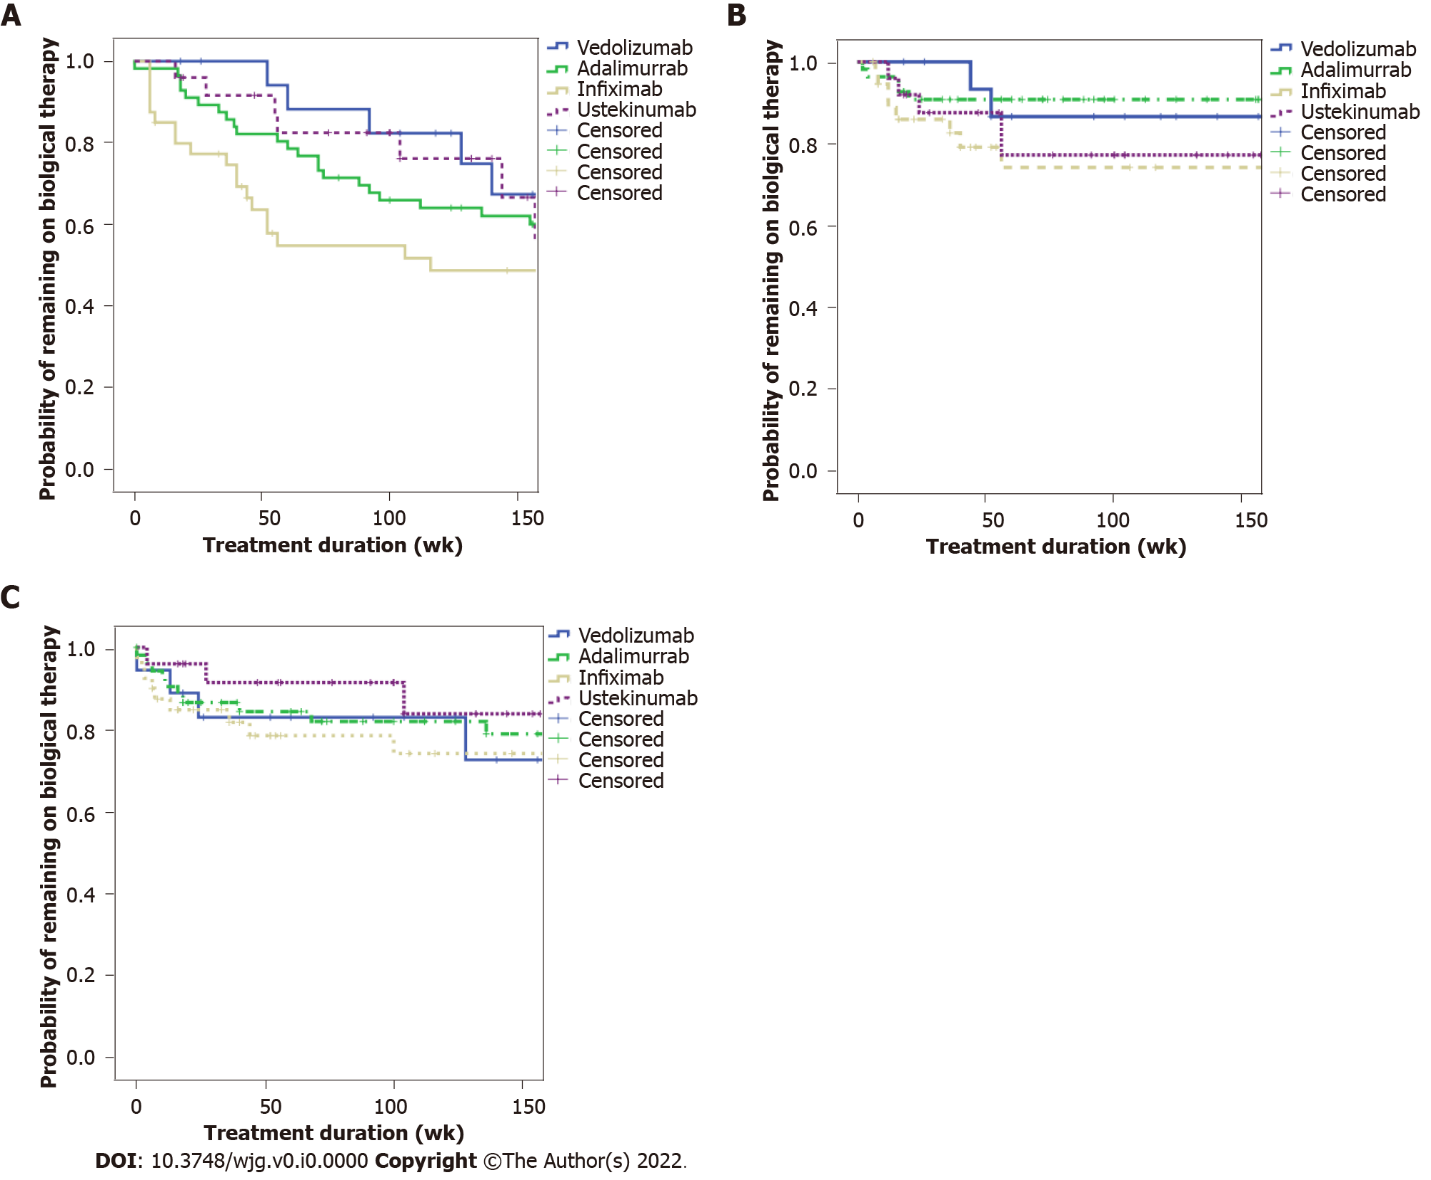 A
Probability of remaining on biolgical therapy
1.0
0.8
0.6
0.4
0.2
0.0
0 50 100 150
Treatment duration (wk)
Vedolizumab
Adalimurrab
Infiximab
Ustekinumab
Censored
Censored
Censored
Censored
B
Probability of remaining on biological therapy
1.0
0.8
0.6
0.4
0.2
0.0
0 50 100 150
Treatment duration (wk)
Vedolizumab
Adalimurrab
Infiximab
Ustekinumab
Censored
Censored
Censored
Censored
C
Probability of remaining on biological therapy
1.0
0.8
0.6
0.4
0.2
0.0
0 50 100 150
Treatment duration (wk)
Vedolizumab
Adalimurrab
Infiximab
Ustekinumab
Censored
Censored
Censored
Censored
DOI: 10.3748/wjg.v0.i0.0000 Copyright ©The Author(s) 2022.